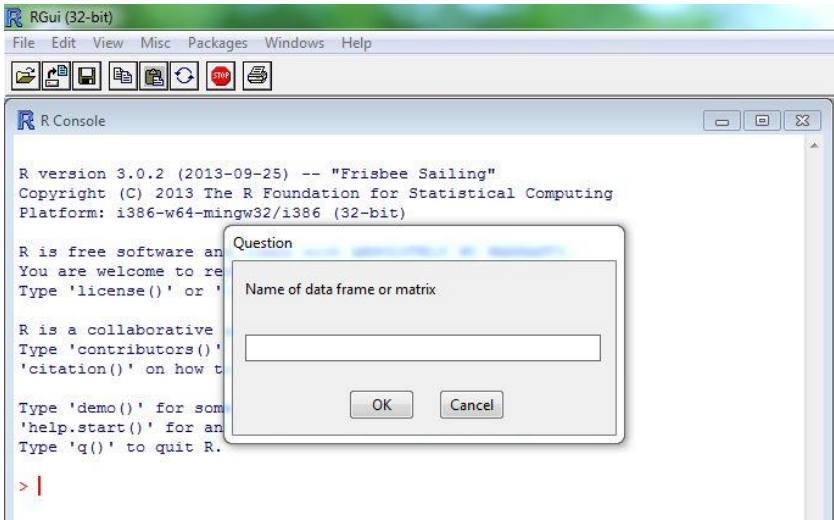 RGui (32-bit)
File Edit View Misc Packages Windows Help
STOP
R Console
R version 3.0.2 (2013-09-25) -- "Frisbee Sailing"
Copyright (C) 2013 The R Foundation for Statistical Computing
Platform: i386-w64-mingw32/i386 (32-bit)
R is free software an
You are welcome to re
Type 'license()' or '
R is a collaborative
Type 'contributors()'
'citation()' on how t
Type 'demo()' for som
'help.start()' for an
Type 'q()' to quit R.
>
Question
Name of data frame or matrix
OK Cancel